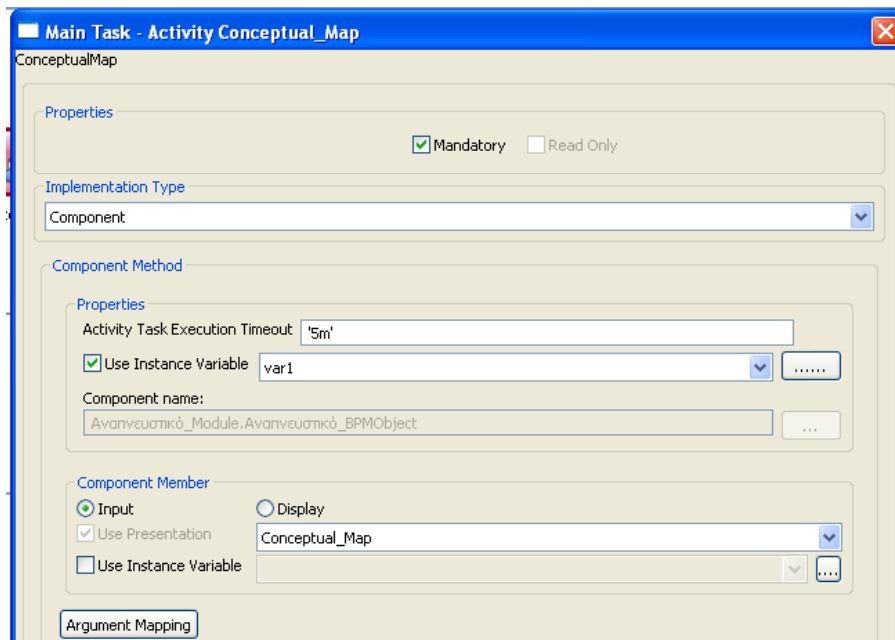 Main Task - Activity Conceptual_Map
ConceptualMap
Properties
Mandatory Read Only
Implementation Type
Component
Component Method
Properties
Activity Task Execution Timeout '5m'
Use Instance Variable var1 ......
Component name:
Αναπνευστικό_Module.Αναπνευστικό_BPMObject ...
Component Member
Input Display
Use Presentation Conceptual_Map
Use Instance Variable ....
Argument Mapping